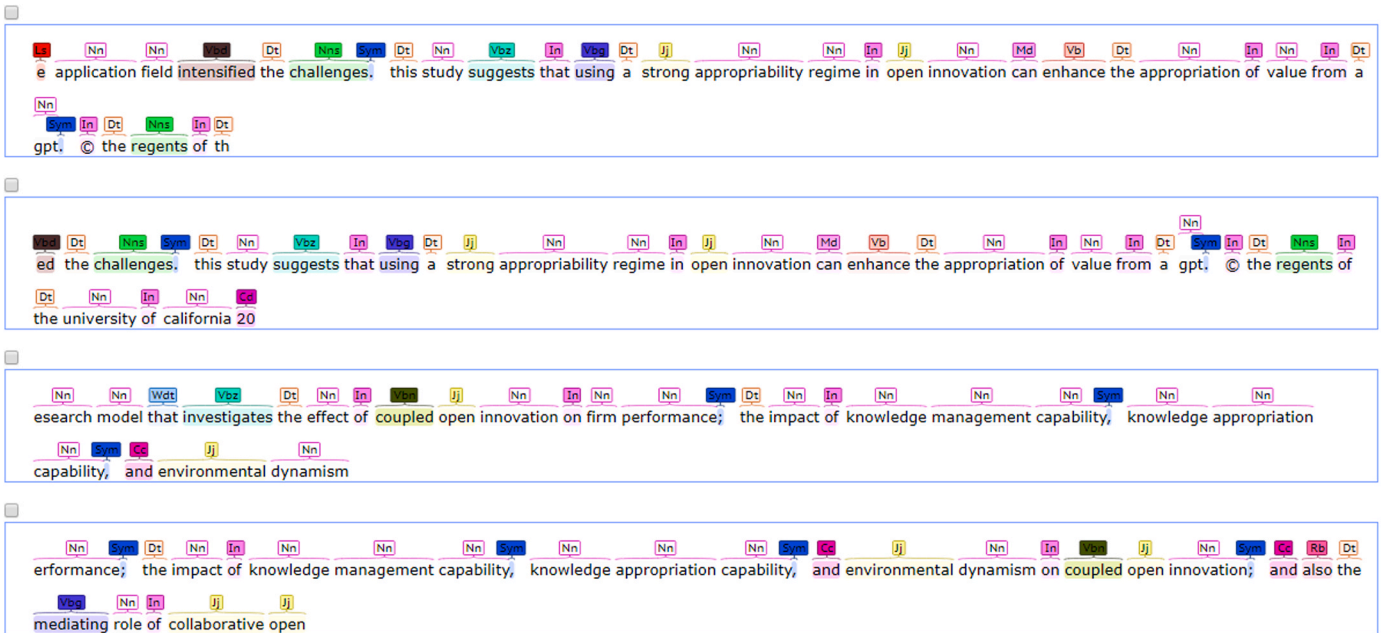 Ls Nn Nn Vbd Dt Nns Sym Dt Nn Vbz In Vbg Dt Jj Nn Nn In Jj Nn Md Vb Dt Nn In Nn In Dt
e application field intensified the challenges. this study suggests that using a strong appropriability regime in open innovation can enhance the appropriation of value from a
Nn
Sym In Dt Nns In Dt
gpt. © the regents of th
Nn
Vbd Dt Nns Sym Dt Nn Vbz In Vbg Dt Jj Nn Nn In Jj Nn Md Vb Dt Nn In Nn In Dt Sym In Dt Nns In
ed the challenges. this study suggests that using a strong appropriability regime in open innovation can enhance the appropriation of value from a gpt. © the regents of
Dt Nn In Nn Cd
the university of california 20
Nn Nn Wdt Vbz Dt Nn In Vbn Jj Nn In Nn Nn Sym Dt Nn In Nn Nn Nn Sym Nn Nn
esearch model that investigates the effect of coupled open innovation on firm performance; the impact of knowledge management capability, knowledge appropriation
Nn Sym Cc Jj Nn
capability, and environmental dynamism
Nn Sym Dt Nn In Nn Nn Nn Sym Nn Nn Nn Sym Cc Jj Nn In Vbn Jj Nn Sym Cc Rb Dt
erformance; the impact of knowledge management capability, knowledge appropriation capability, and environmental dynamism on coupled open innovation; and also the
Vbg Nn In Jj Jj
mediating role of collaborative open